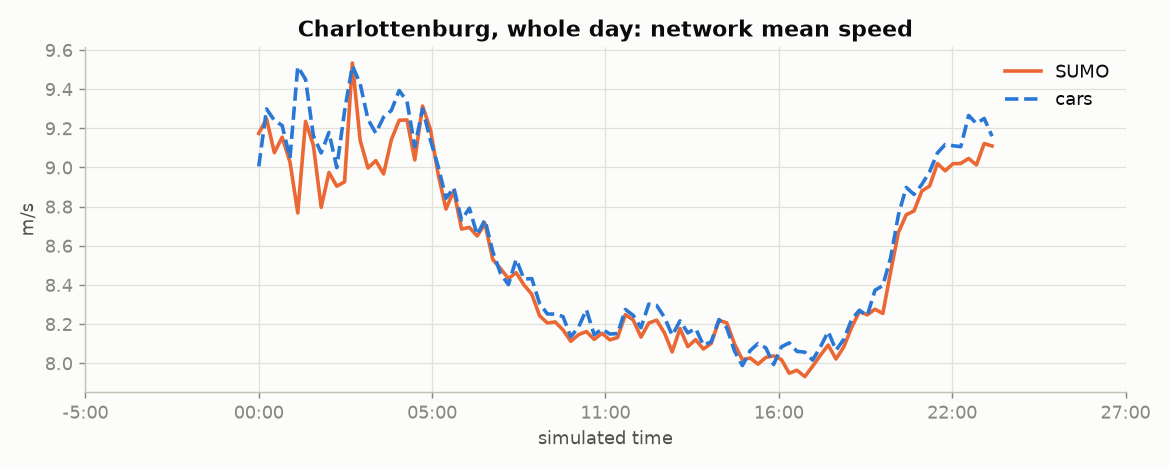 Charlottenburg, whole day: network mean speed
9.6
9.4
9.2
9.0
8.8
8.6
8.4
8.2
8.0
m/s
SUMO
cars
-5:00 00:00 05:00 11:00 16:00 22:00 27:00
simulated time